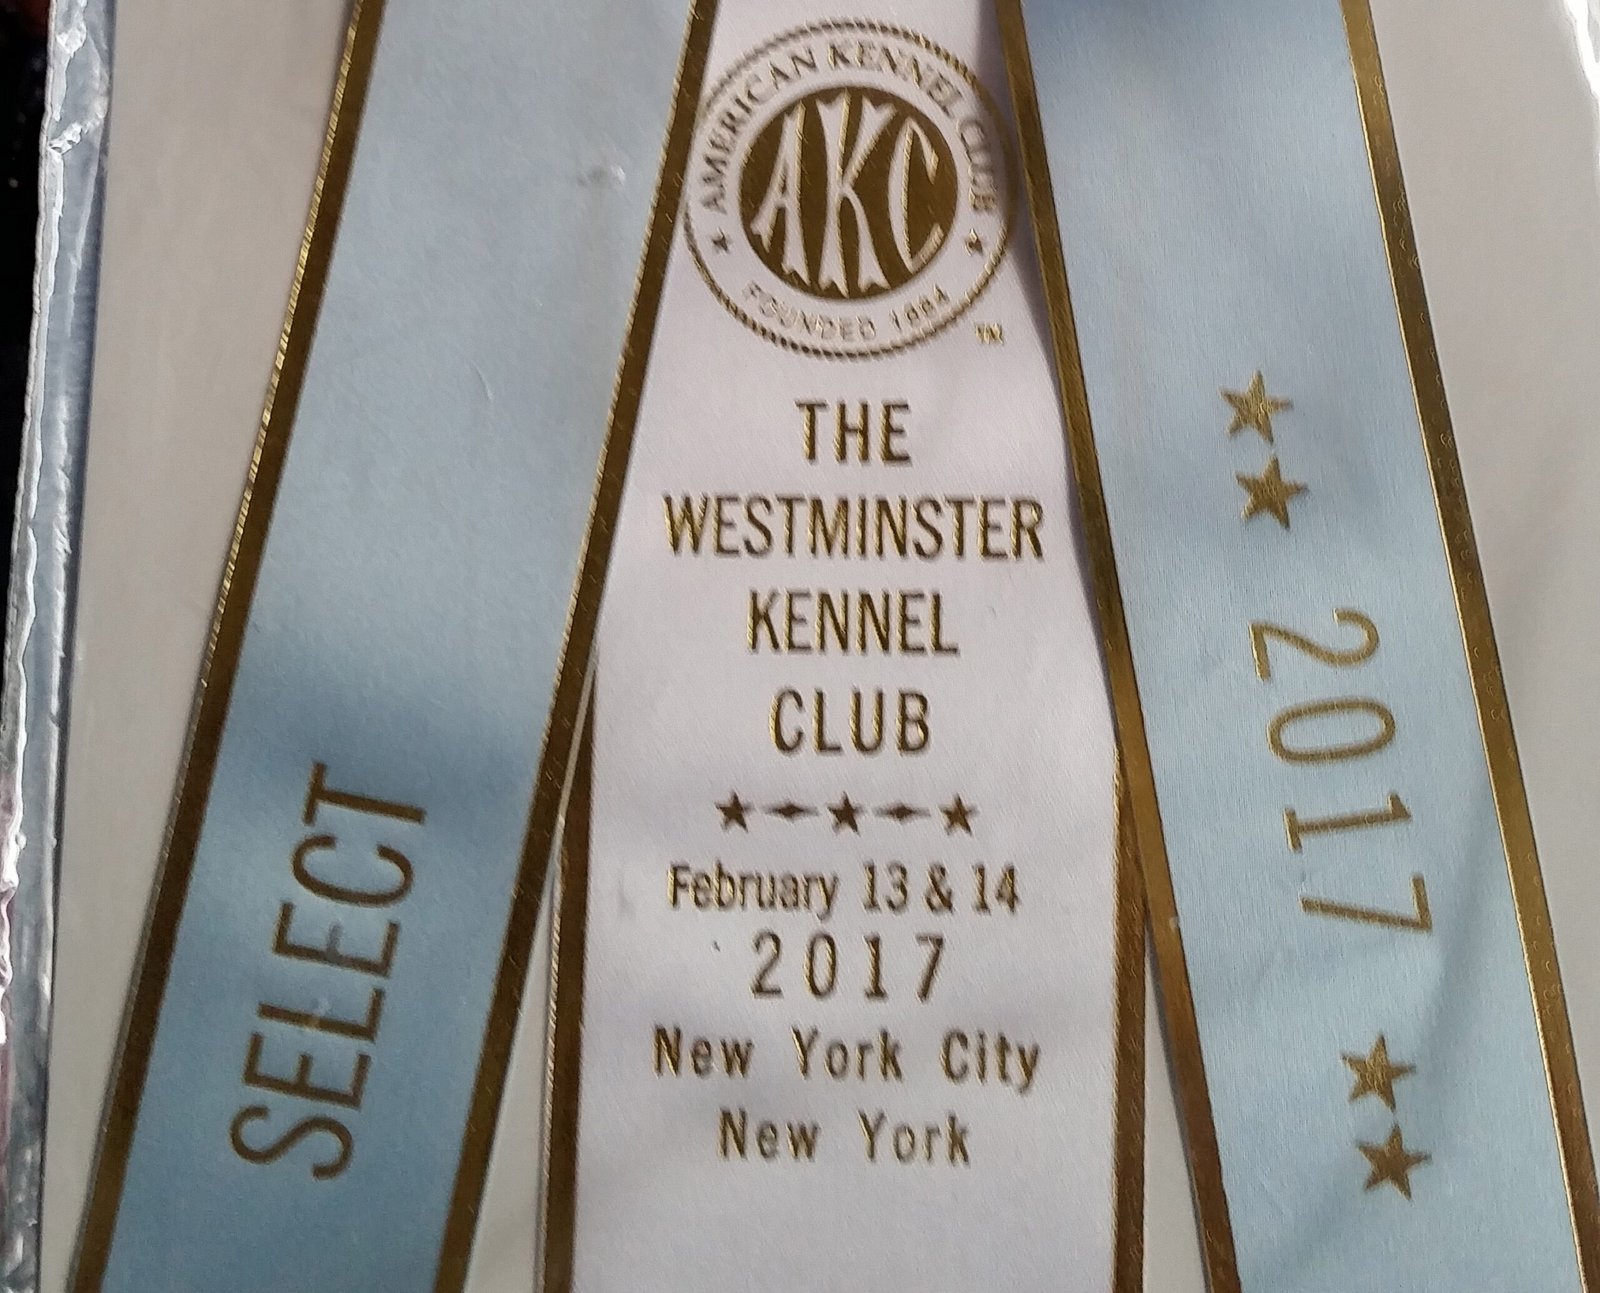 SELECT
AMERICAN KENNEL CLUB
AKC
FOUNDED 1884
TM
THE
WESTMINSTER
KENNEL
CLUB
February 13 & 14
2017
New York City
New York
2017